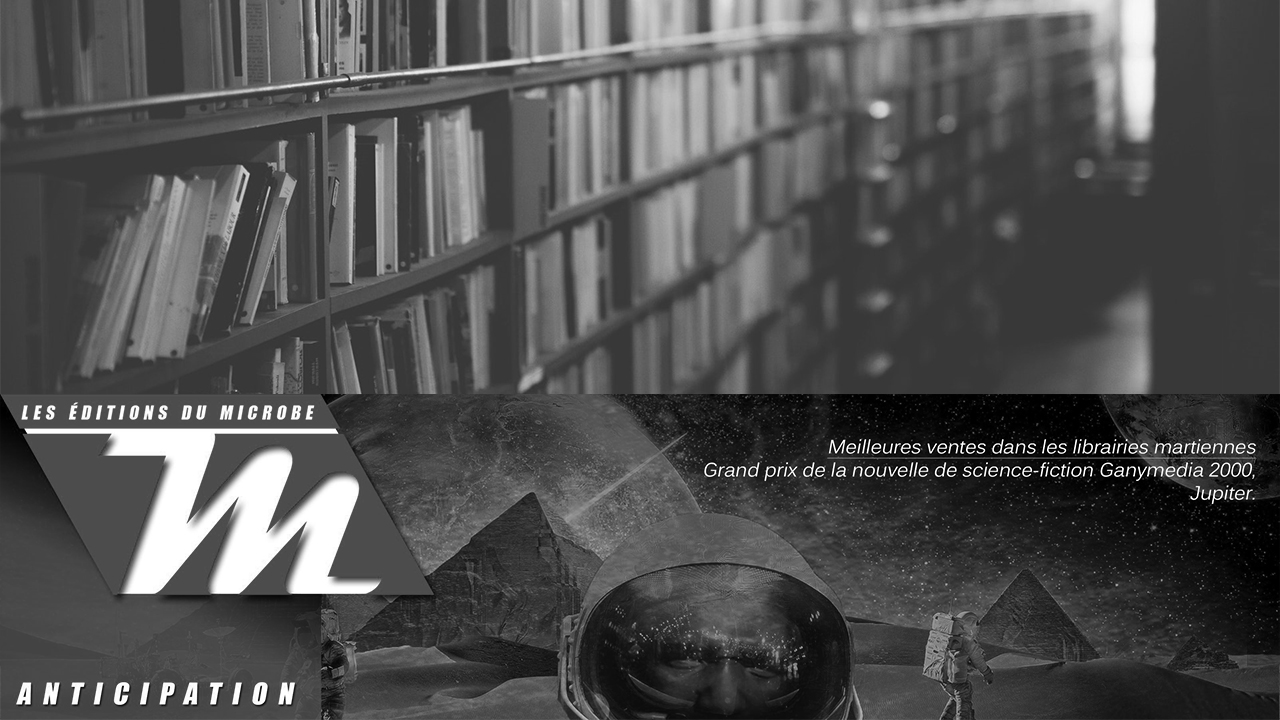 LES ÉDITIONS DU MICROBE
m
Meilleures ventes dans les librairies martiennes
Grand prix de la nouvelle de science-fiction Ganymedia 2000,
Jupiter.
ANTICIPATION